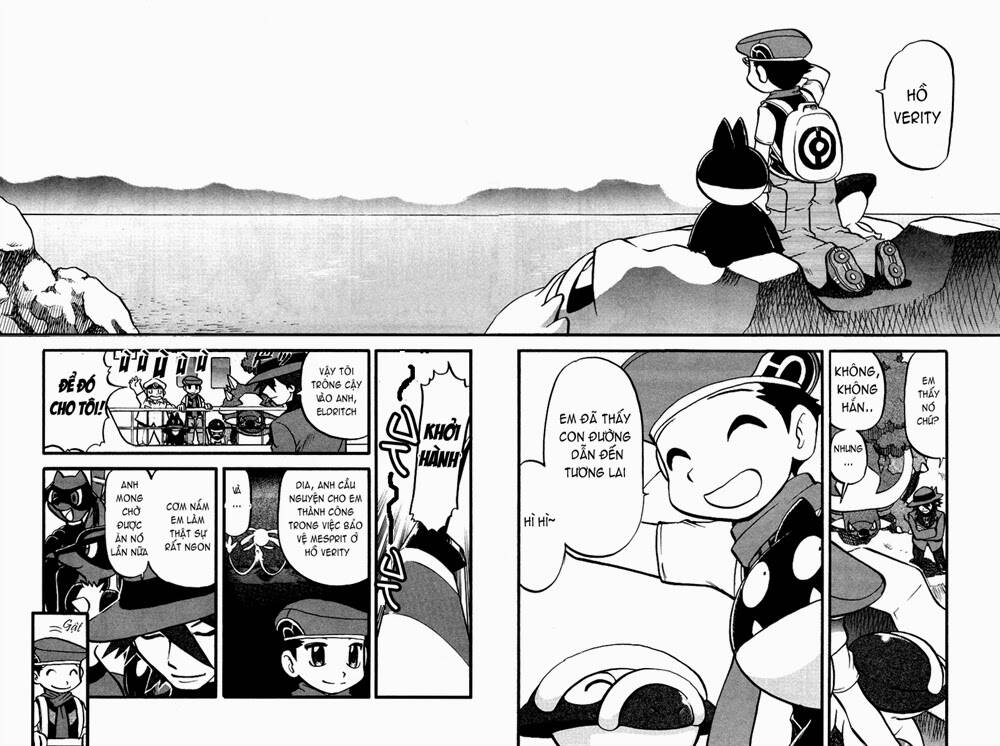 HỒ
VERITY
EM
THẤY
NÓ
CHỨ?
KHÔNG,
KHÔNG
HẲN..
NHƯNG
...
EM ĐÃ THẤY
CON ĐƯỜNG
DẪN ĐẾN
TƯƠNG LAI
HÌ HÌ~
KHỞI
HÀNH
VẬY TÔI
TRÔNG CẬY
VÀO ANH,
ELDRITCH
ĐỂ ĐÓ
CHO TÔI!
DIA, ANH CẦU
NGUYỆN CHO EM
THÀNH CÔNG
TRONG VIỆC BẢO
VỆ MESPRIT Ở
HỒ VERITY
VÀ
...
CƠM NẮM
EM LÀM
THẬT SỰ
RẤT NGON
ANH
MONG CHỜ
ĐƯỢC
ĂN NÓ
LẦN NỮA
Gật